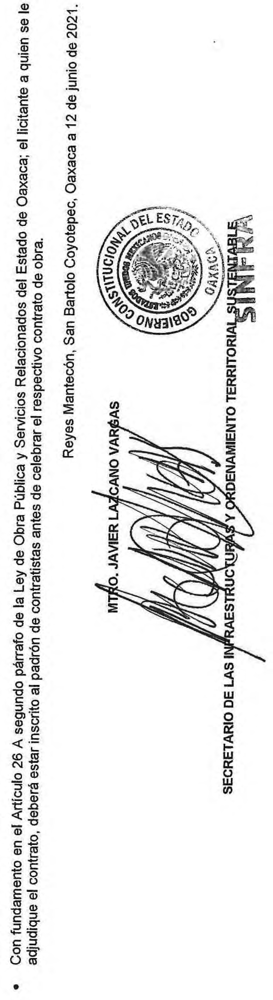 • Con fundamento en el Artículo 26 A segundo párrafo de la Ley de Obra Pública y Servicios Relacionados del Estado de Oaxaca; el licitante a quien se le
adjudique el contrato, deberá estar inscrito al padrón de contratistas antes de celebrar el respectivo contrato de obra.
Reyes Mantecón, San Bartolo Coyotepec, Oaxaca a 12 de junio de 2021.
MTRO. JAVIER LAZCANO VARGAS
GOBIERNO CONSTITUCIONAL DEL ESTADO
ESTADOS UNIDOS MEXICANOS
OAXACA
SECRETARIO DE LAS INFRAESTRUCTURAS Y ORDENAMIENTO TERRITORIAL SUSTENTABLE
SINFRA